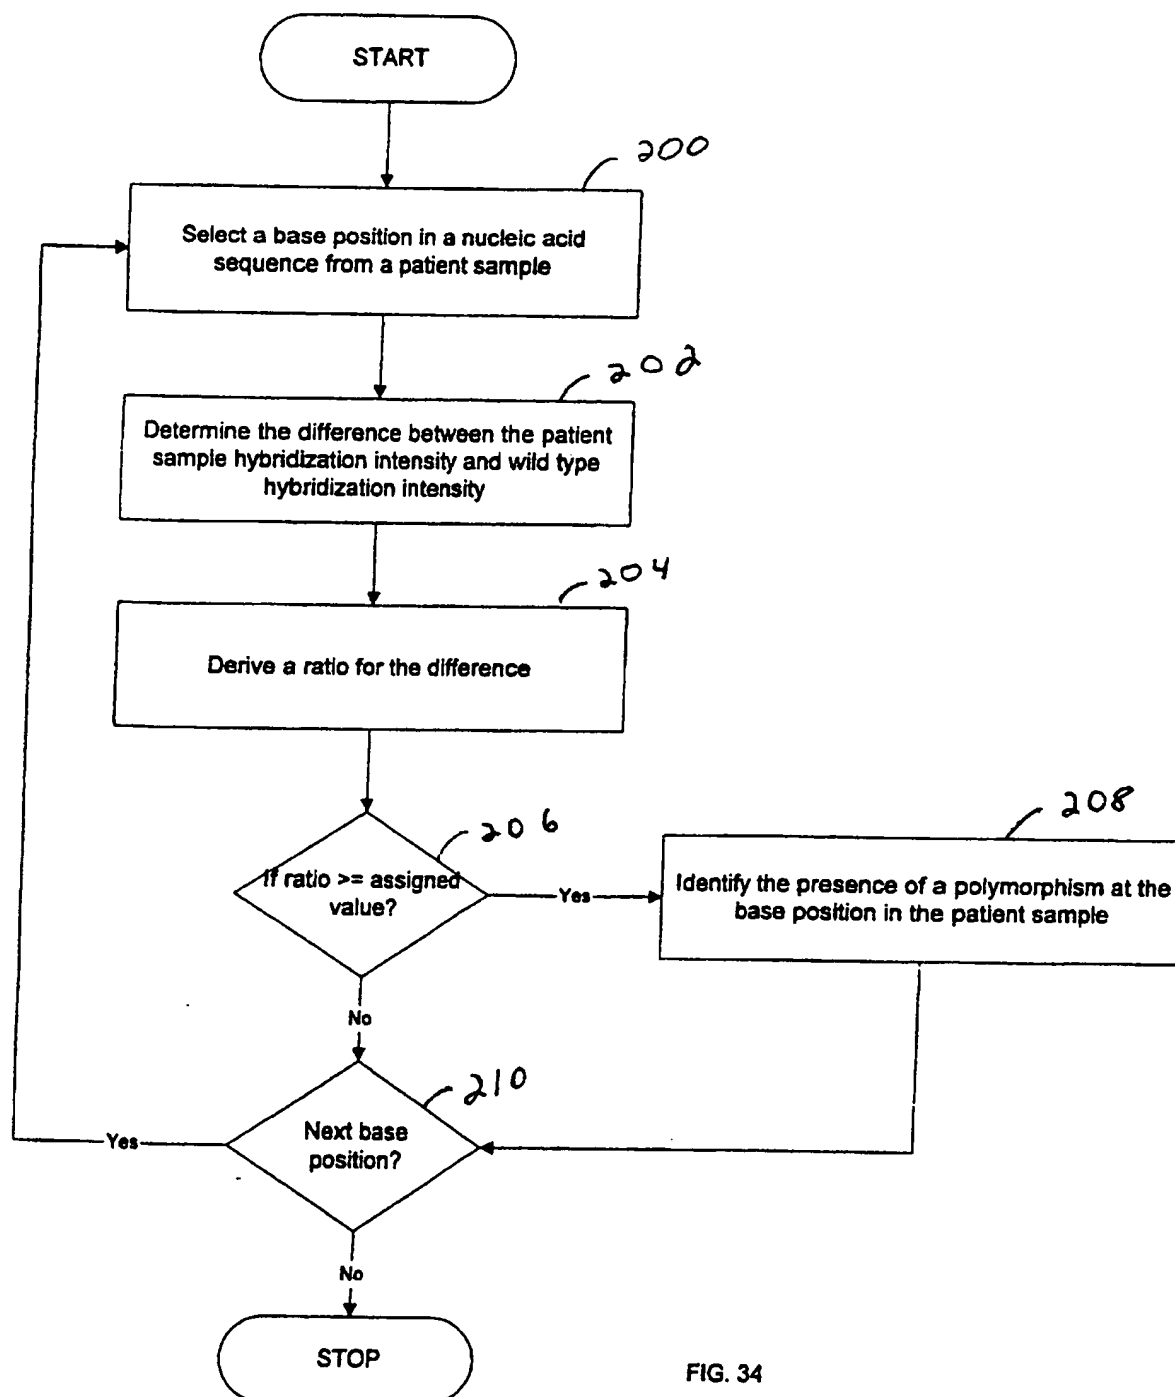 START
200
Select a base position in a nucleic acid
sequence from a patient sample
202
Determine the difference between the patient
sample hybridization intensity and wild type
hybridization intensity
204
Derive a ratio for the difference
206
If ratio >= assigned
value?
Yes
208
Identify the presence of a polymorphism at the
base position in the patient sample
No
210
Next base
position?
Yes
No
STOP
FIG. 34